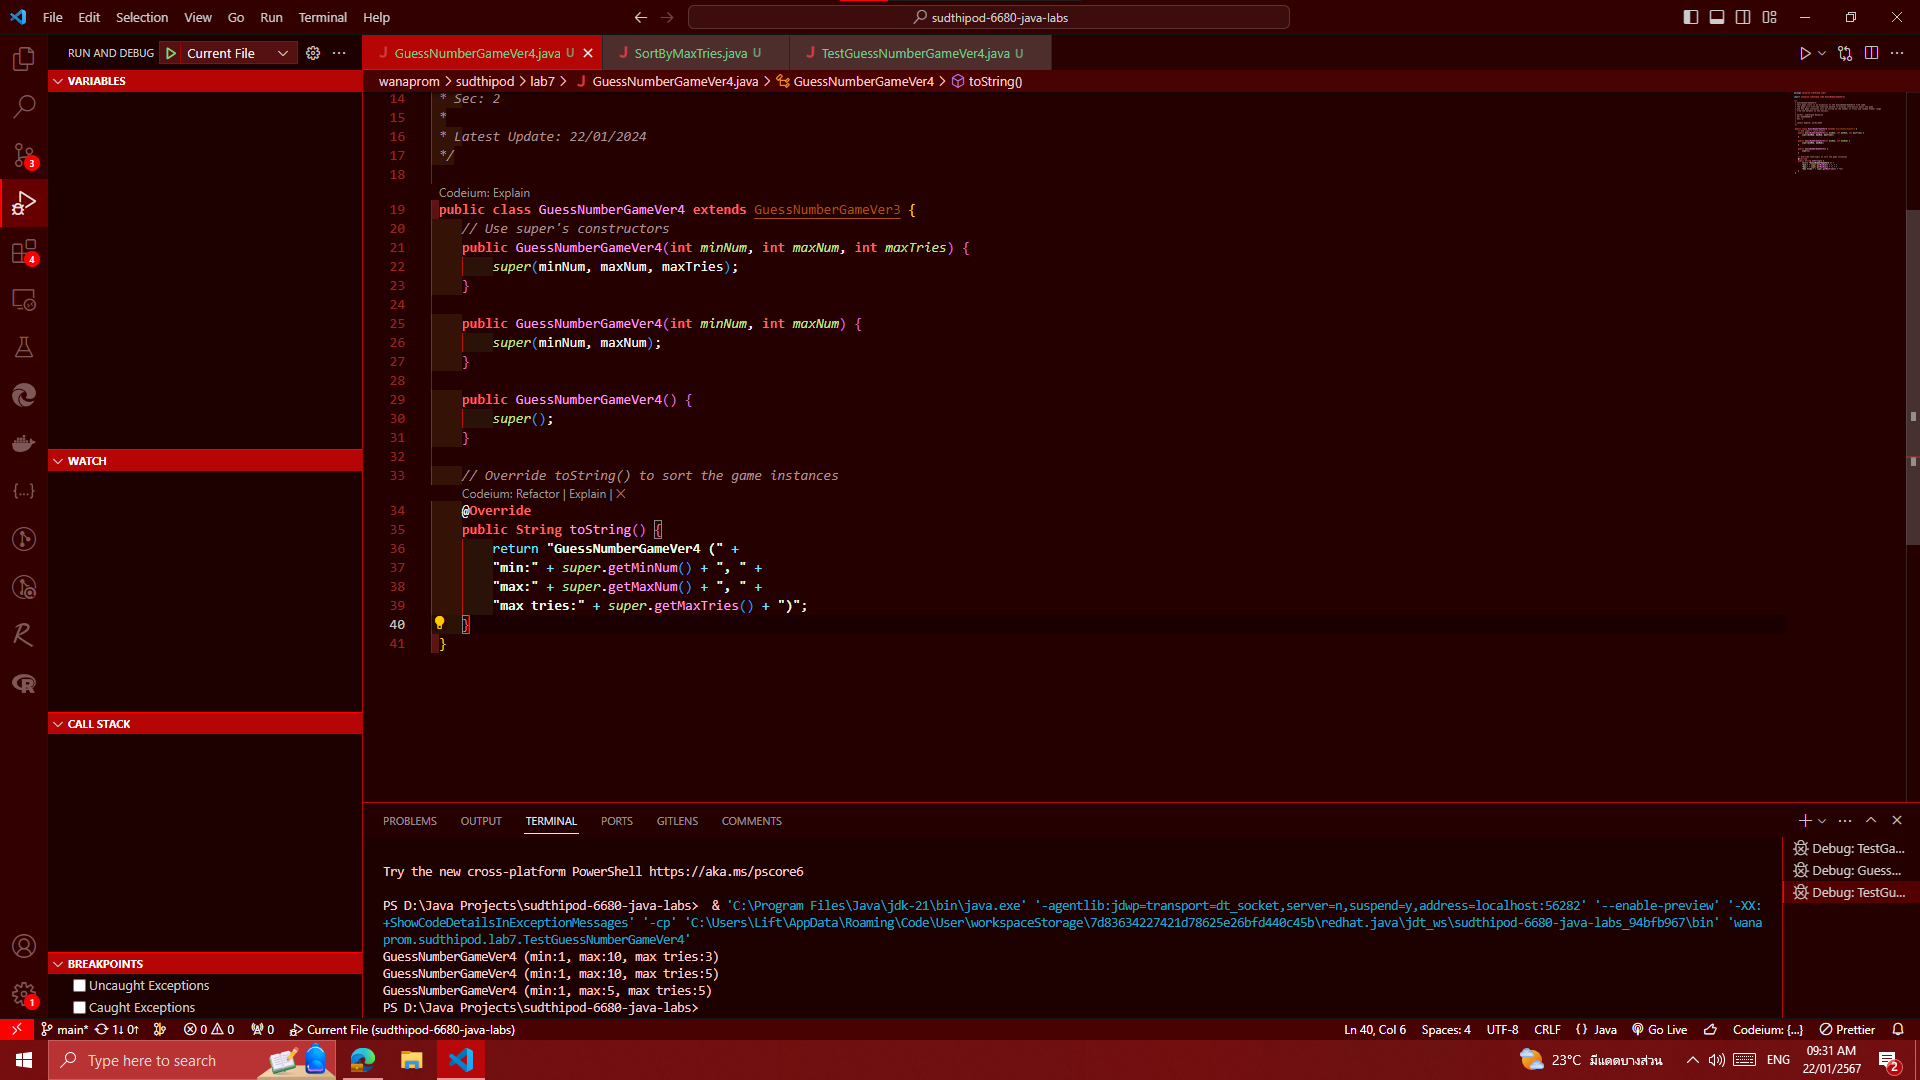 File Edit Selection View Go Run Terminal Help
sudthipod-6680-java-labs
RUN AND DEBUG Current File
GuessNumberGameVer4.java U
SortByMaxTries.java U
TestGuessNumberGameVer4.java U
VARIABLES
wanaprom > sudthipod > lab7 > J GuessNumberGameVer4.java > GuessNumberGameVer4 > toString()
14 * Sec: 2
15 *
16 * Latest Update: 22/01/2024
17 */
18
Codeium: Explain
19 public class GuessNumberGameVer4 extends GuessNumberGameVer3 {
20 // Use super's constructors
21 public GuessNumberGameVer4(int minNum, int maxNum, int maxTries) {
22 super(minNum, maxNum, maxTries);
23 }
24
25 public GuessNumberGameVer4(int minNum, int maxNum) {
26 super(minNum, maxNum);
27 }
28
29 public GuessNumberGameVer4() {
30 super();
31 }
32
33 // Override toString() to sort the game instances
Codeium: Refactor | Explain | X
34 @Override
35 public String toString() {
36 return "GuessNumberGameVer4 (" +
37 "min:" + super.getMinNum() + ", " +
38 "max:" + super.getMaxNum() + ", " +
39 "max tries:" + super.getMaxTries() + ")";
40 }
41 }
WATCH
CALL STACK
BREAKPOINTS
Uncaught Exceptions
Caught Exceptions
3
4
1
PROBLEMS OUTPUT TERMINAL PORTS GITLENS COMMENTS
Try the new cross-platform PowerShell https://aka.ms/pscore6
PS D:\Java Projects\sudthipod-6680-java-labs>  & 'C:\Program Files\Java\jdk-21\bin\java.exe' '-agentlib:jdwp=transport=dt_socket,server=n,suspend=y,address=localhost:56282' '--enable-preview' '-XX:
+ShowCodeDetailsInExceptionMessages' '-cp' 'C:\Users\Lift\AppData\Roaming\Code\User\workspaceStorage\7d83634227421d78625e26bfd440c45b\redhat.java\jdt_ws\sudthipod-6680-java-labs_94bfb967\bin' 'wana
prom.sudthipod.lab7.TestGuessNumberGameVer4'
GuessNumberGameVer4 (min:1, max:10, max tries:3)
GuessNumberGameVer4 (min:1, max:10, max tries:5)
GuessNumberGameVer4 (min:1, max:5, max tries:5)
PS D:\Java Projects\sudthipod-6680-java-labs>
Debug: TestGa...
Debug: Guess...
Debug: TestGu...
main* 1↓ 0↑ 0 0 0 Current File (sudthipod-6680-java-labs)
Ln 40, Col 6 Spaces: 4 UTF-8 CRLF {} Java Go Live Codeium: {...} Prettier
Type here to search
23°C มีแดดบางส่วน ENG
09:31 AM
22/01/2567
2